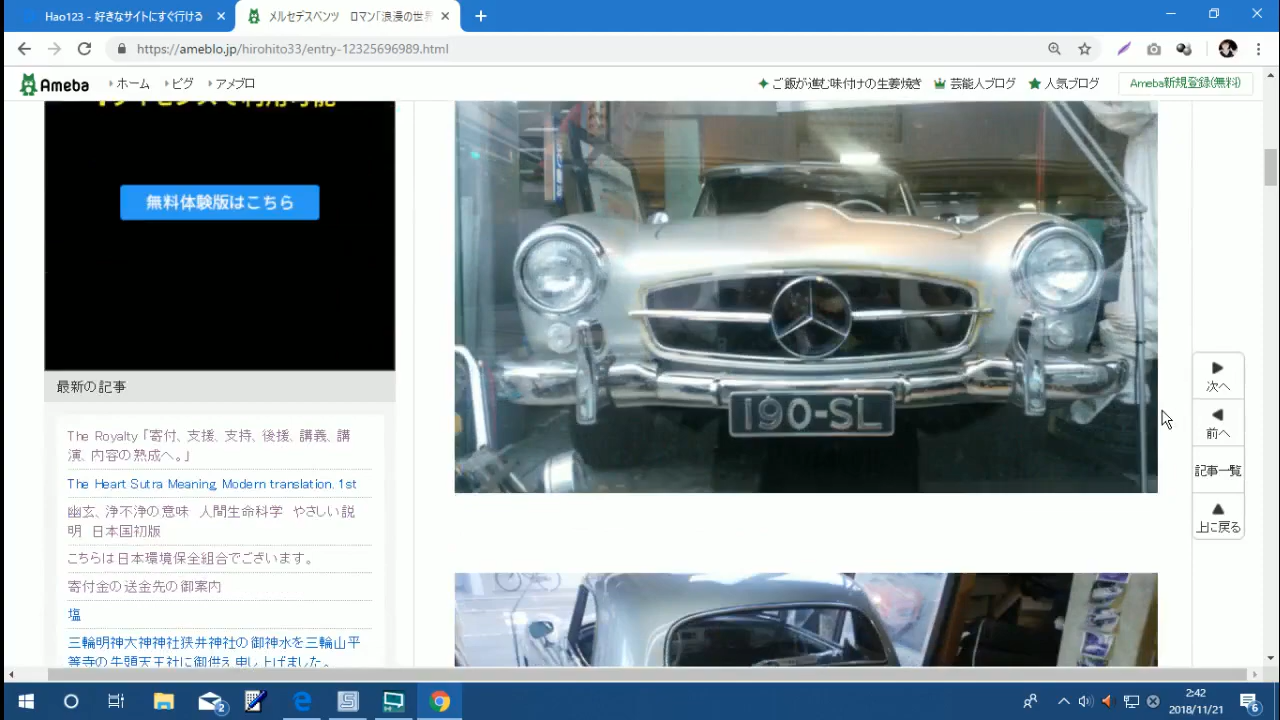 Hao123 - 好きなサイトにすぐ行ける
メルセデスベンツ　ロマン「浪漫の世界
https://ameblo.jp/hirohito33/entry-12325696989.html
Ameba
ホーム
ピグ
アメブロ
ご飯が進む味付けの生姜焼き
芸能人ブログ
人気ブログ
Ameba新規登録(無料)
無料体験版はこちら
190-SL
最新の記事
The Royalty 「寄付、支援、支持、後援、講義、講
演、内容の熟成へ。」
The Heart Sutra Meaning, Modern translation. 1st
幽玄、浄不浄の意味　人間生命科学　やさしい説
明　日本国初版
こちらは日本環境保全組合でございます。
寄付金の送金先の御案内
塩
三輪明神大神神社狭井神社の御神水を三輪山平
等寺の牛頭天王社に御供え申し上げました。
次へ
前へ
記事一覧
上に戻る
2
2:42
2018/11/21
6